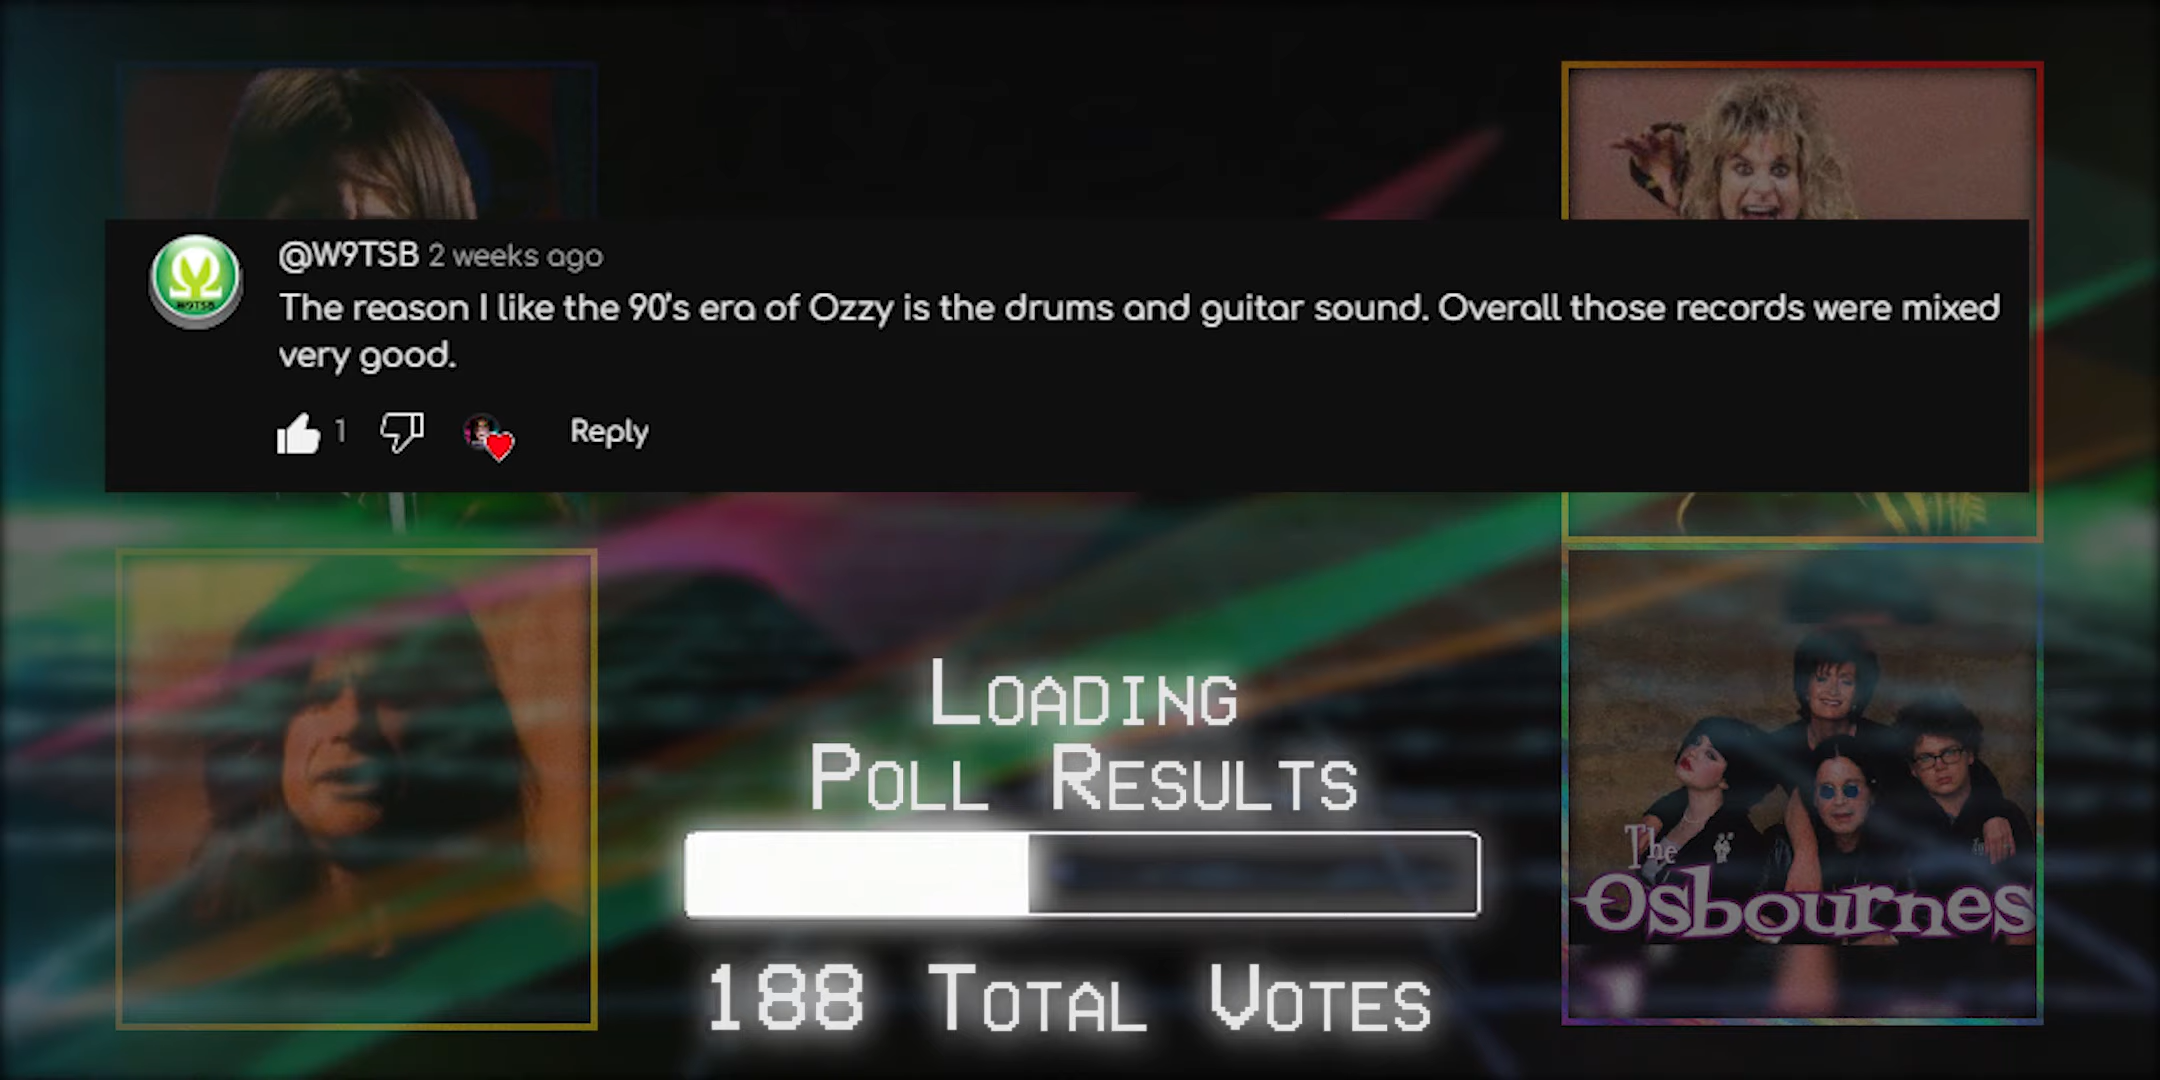 @W9TSB 2 weeks ago
The reason I like the 90's era of Ozzy is the drums and guitar sound. Overall those records were mixed
very good.
1
Reply
W9TSB
Loading
Poll Results
188 Total Votes
The
Osbournes